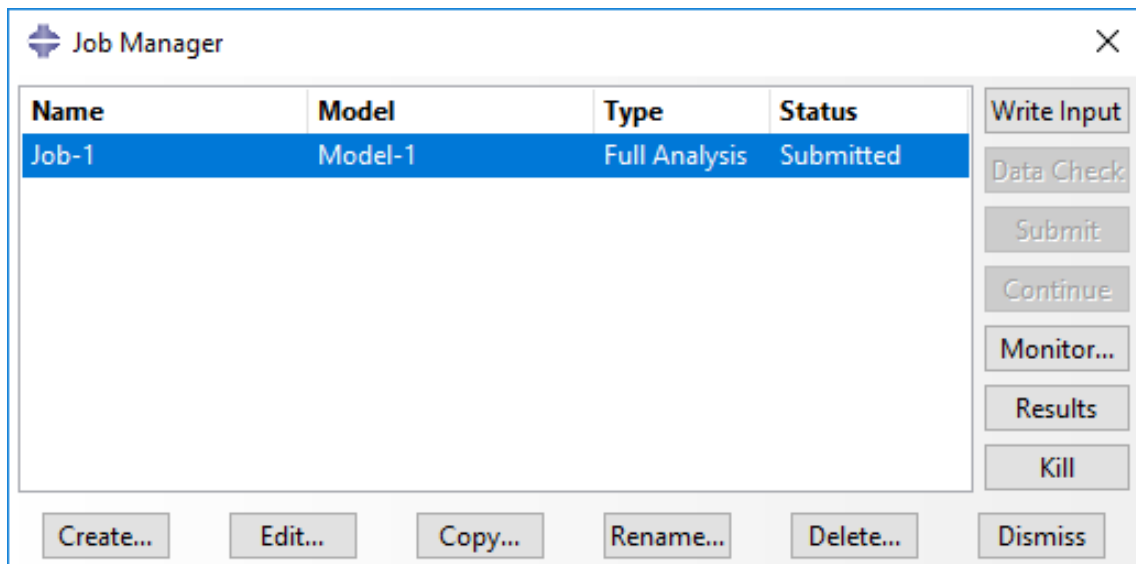 Job Manager
Name Model Type Status
Job-1 Model-1 Full Analysis Submitted
Write Input
Data Check
Submit
Continue
Monitor...
Results
Kill
Create... Edit... Copy... Rename... Delete... Dismiss